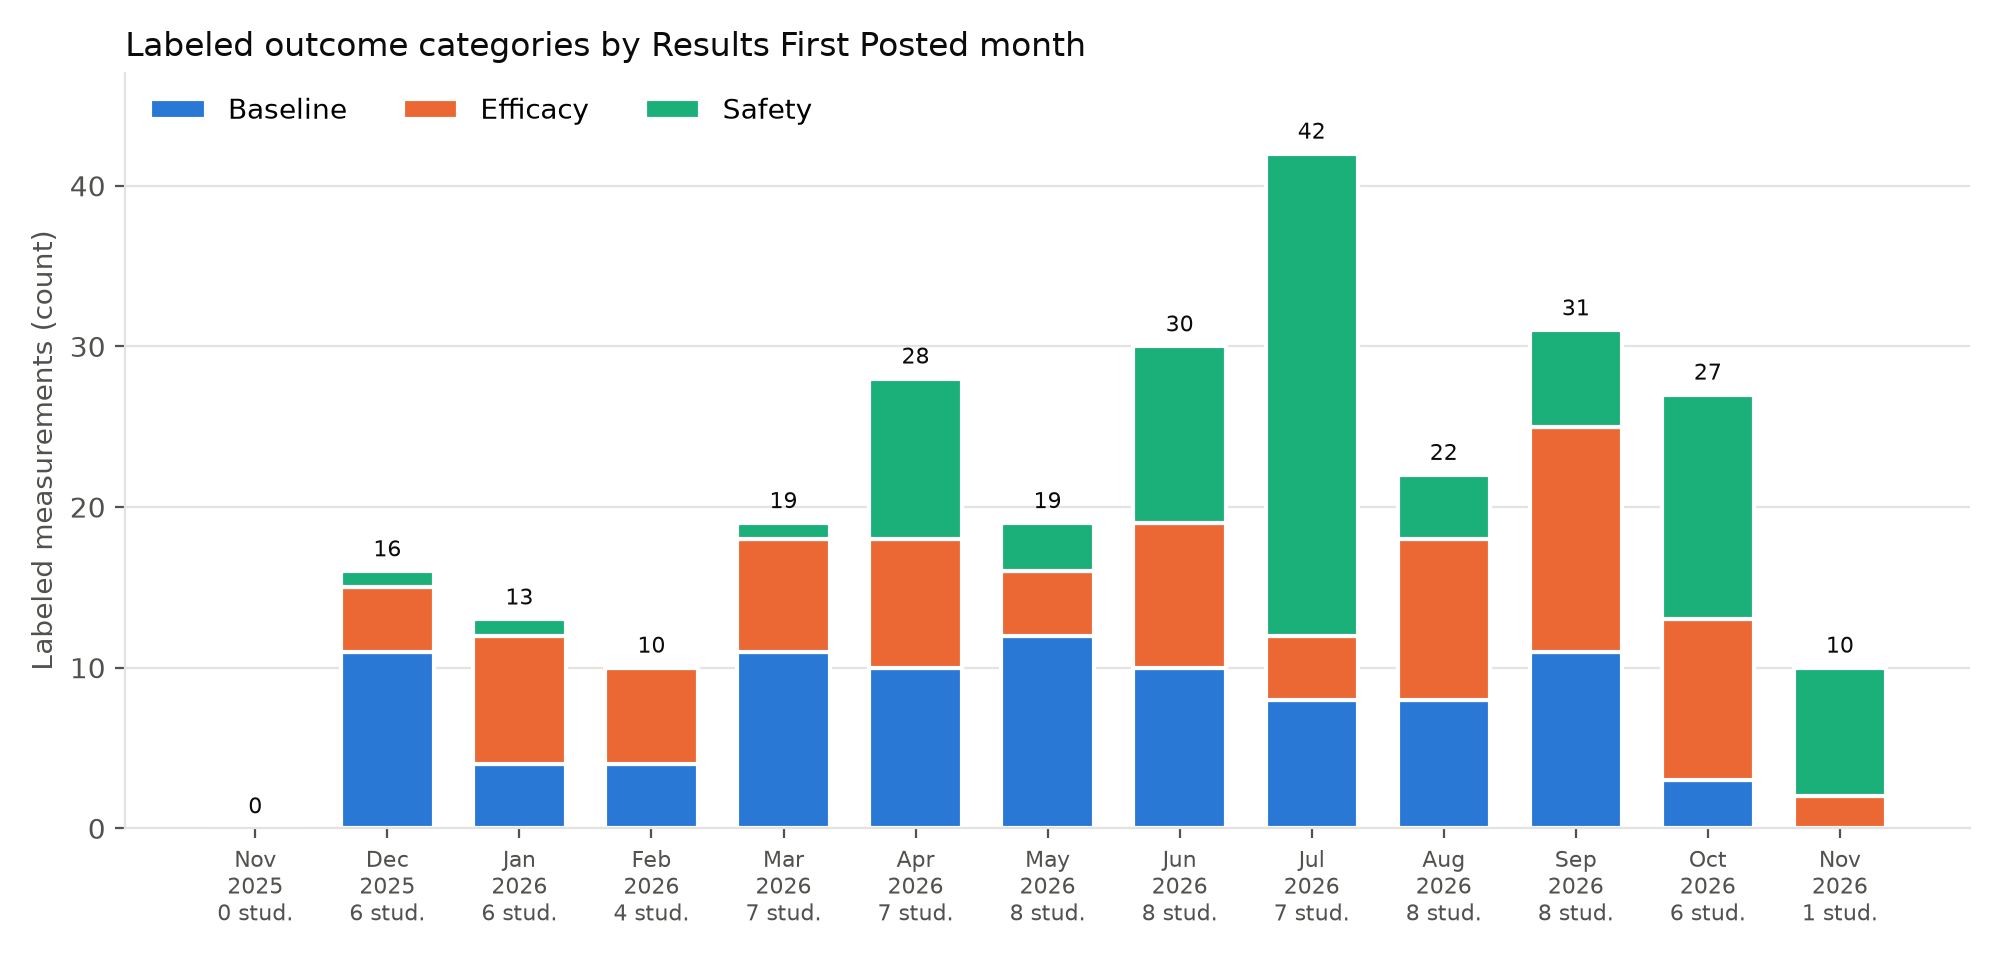 Labeled outcome categories by Results First Posted month
Baseline Efficacy Safety
Labeled measurements (count)
40
30
20
10
0
0
16
13
10
19
28
19
30
42
22
31
27
10
Nov
2025
0 stud.
Dec
2025
6 stud.
Jan
2026
6 stud.
Feb
2026
4 stud.
Mar
2026
7 stud.
Apr
2026
7 stud.
May
2026
8 stud.
Jun
2026
8 stud.
Jul
2026
7 stud.
Aug
2026
8 stud.
Sep
2026
8 stud.
Oct
2026
6 stud.
Nov
2026
1 stud.